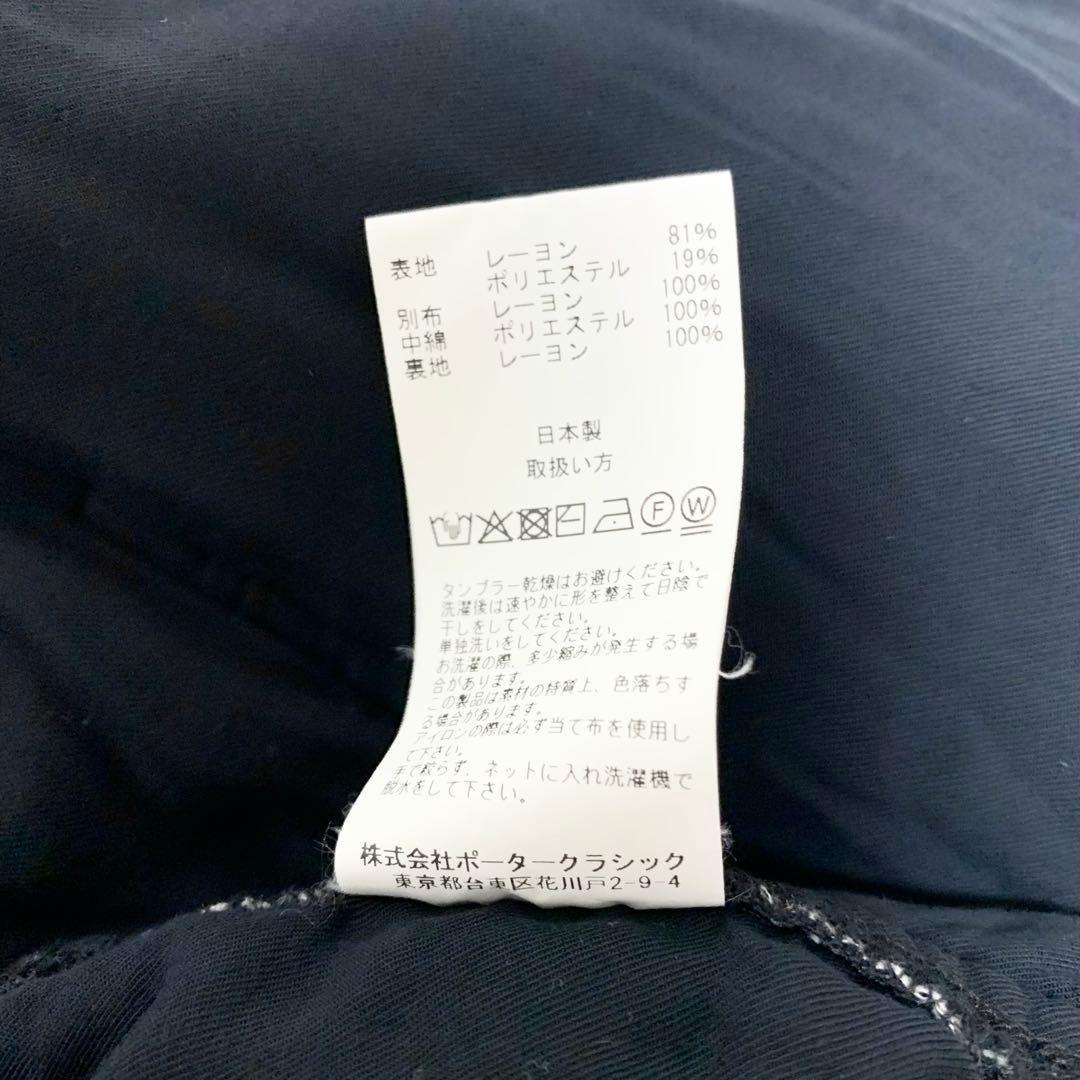 表地 レーヨン 81%
ポリエステル 19%
別布 レーヨン 100%
中綿 ポリエステル 100%
裏地 レーヨン 100%
日本製
取扱い方
F W
タンブラー乾燥はお避けください。
洗濯後は速やかに形を整えて日陰で
干しをしてください。
単独洗いをしてください。
お洗濯の際、多少縮みが発生する場
合があります。
この製品は素材の特質上、色落ちす
る場合があります。
アイロンの際は必ず当て布を使用し
て下さい。
手で絞らず、ネットに入れ洗濯機で
脱水をして下さい。
株式会社ポータークラシック
東京都台東区花川戸2-9-4